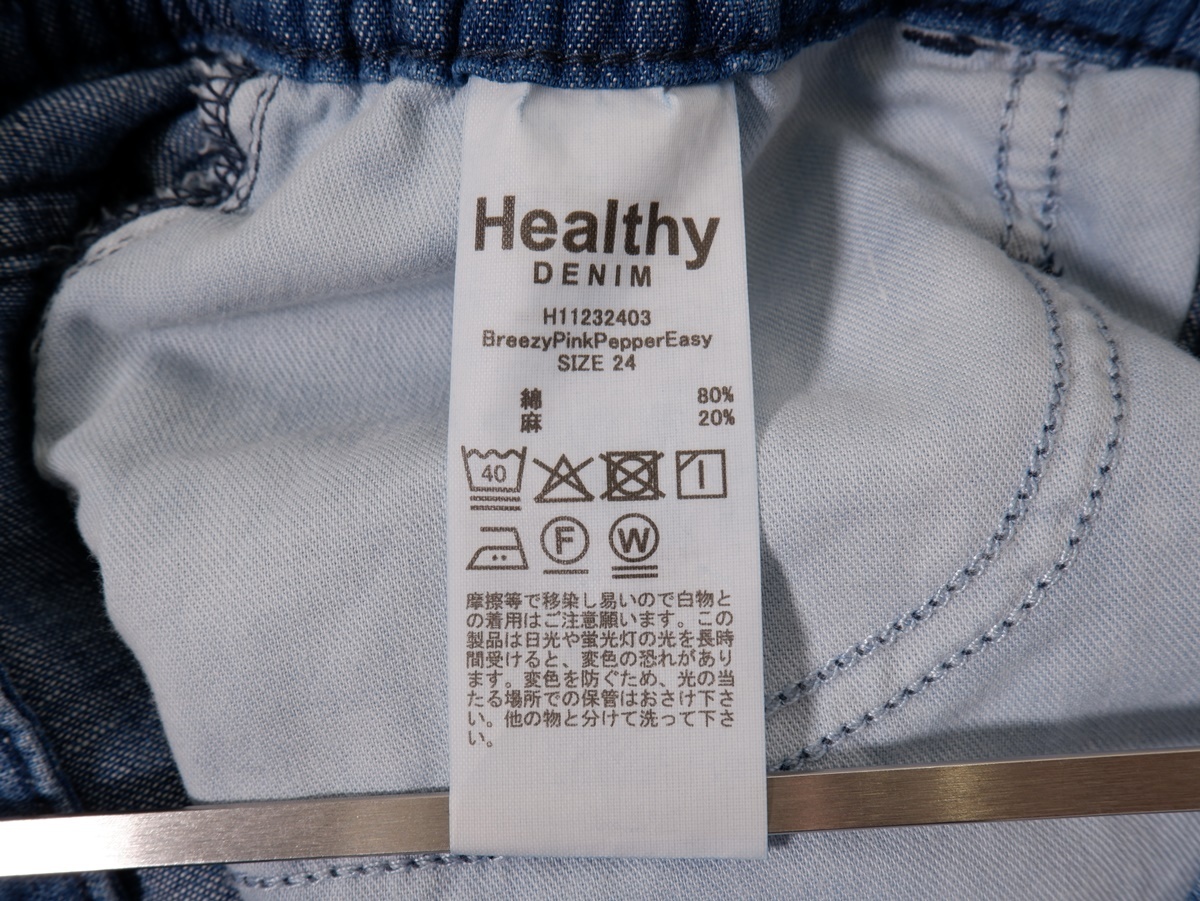 Healthy
DENIM
H11232403
BreezyPinkPepperEasy
SIZE 24
綿 80%
麻 20%
40
F W
摩擦等で移染し易いので白物と
の着用はご注意願います。この
製品は日光や蛍光灯の光を長時
間受けると、変色の恐れがあり
ます。変色を防ぐため、光の当
たる場所での保管はおさけ下さ
い。他の物と分けて洗って下さ
い。